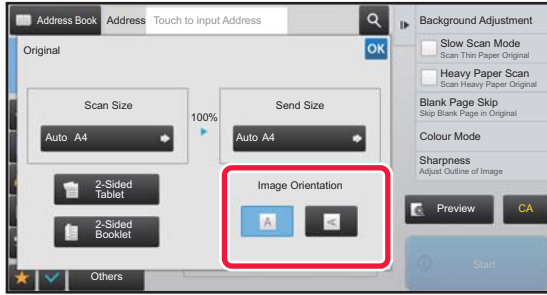 Address Book
Address
Touch to input Address
Original
OK
Scan Size
100%
Send Size
Auto A4
Auto A4
2-Sided
Tablet
2-Sided
Booklet
Image Orientation
A
A
Others
Background Adjustment
Slow Scan Mode
Scan Thin Paper Original
Heavy Paper Scan
Scan Heavy Paper Original
Blank Page Skip
Skip Blank Page in Original
Colour Mode
Sharpness
Adjust Outline of Image
Preview
CA
Start